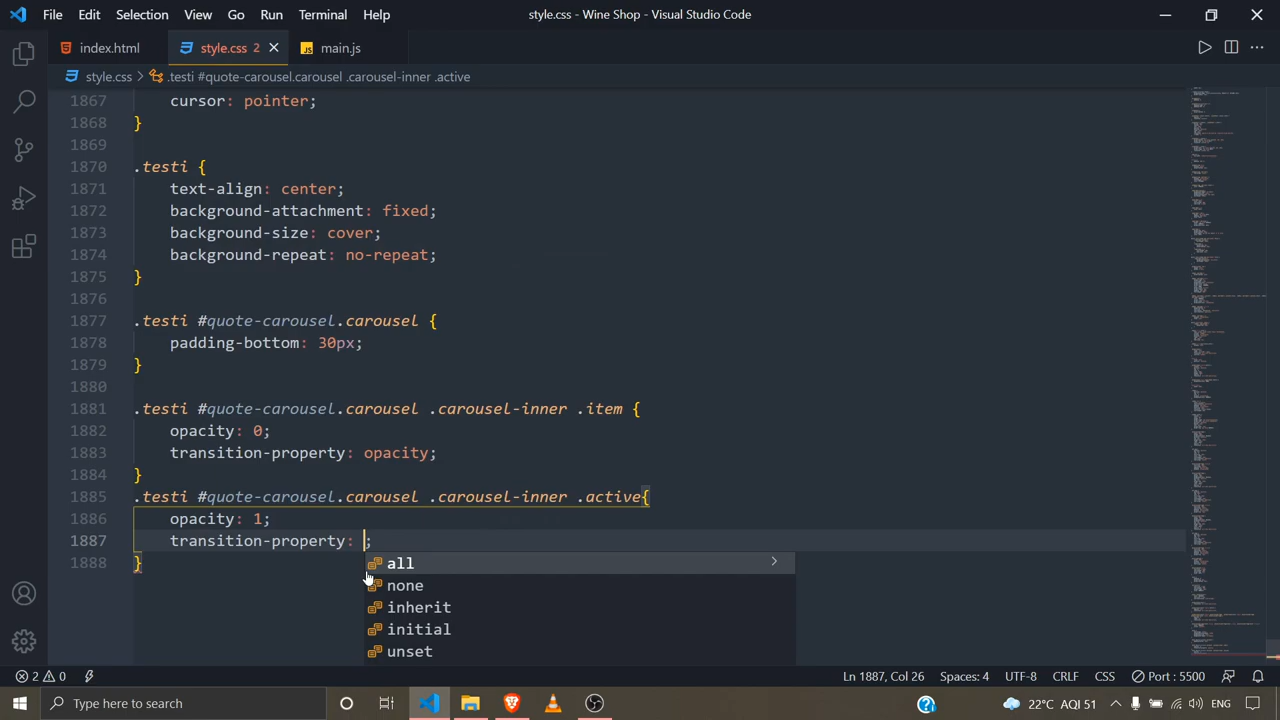 File Edit Selection View Go Run Terminal Help style.css - Wine Shop - Visual Studio Code
index.html style.css 2 main.js
style.css > .testi #quote-carousel.carousel .carousel-inner .active
1867 cursor: pointer;
1868 }
1869
1870 .testi {
1871 text-align: center;
1872 background-attachment: fixed;
1873 background-size: cover;
1874 background-repeat: no-repeat;
1875 }
1876
1877 .testi #quote-carousel.carousel {
1878 padding-bottom: 30px;
1879 }
1880
1881 .testi #quote-carousel.carousel .carousel-inner .item {
1882 opacity: 0;
1883 transition-property: opacity;
1884 }
1885 .testi #quote-carousel.carousel .carousel-inner .active{
1886 opacity: 1;
1887 transition-property: ;
1888 }
all
none
inherit
initial
unset
2 0 Ln 1887, Col 26 Spaces: 4 UTF-8 CRLF CSS Port : 5500
Type here to search 22°C AQI 51 ENG